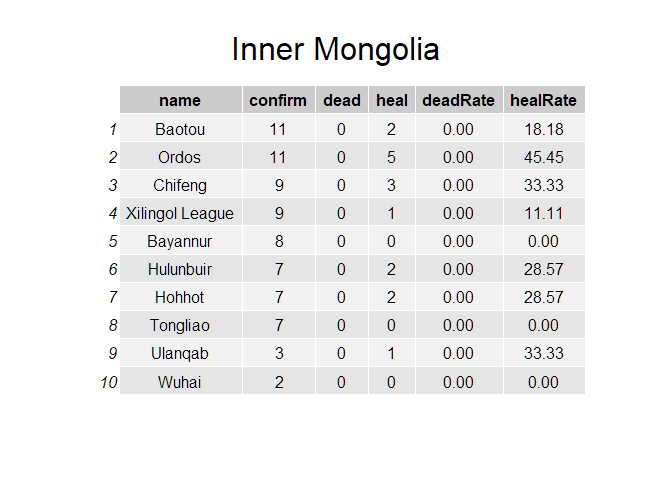 Inner Mongolia
name confirm dead heal deadRate healRate
1 Baotou 11 0 2 0.00 18.18
2 Ordos 11 0 5 0.00 45.45
3 Chifeng 9 0 3 0.00 33.33
4 Xilingol League 9 0 1 0.00 11.11
5 Bayannur 8 0 0 0.00 0.00
6 Hulunbuir 7 0 2 0.00 28.57
7 Hohhot 7 0 2 0.00 28.57
8 Tongliao 7 0 0 0.00 0.00
9 Ulanqab 3 0 1 0.00 33.33
10 Wuhai 2 0 0 0.00 0.00